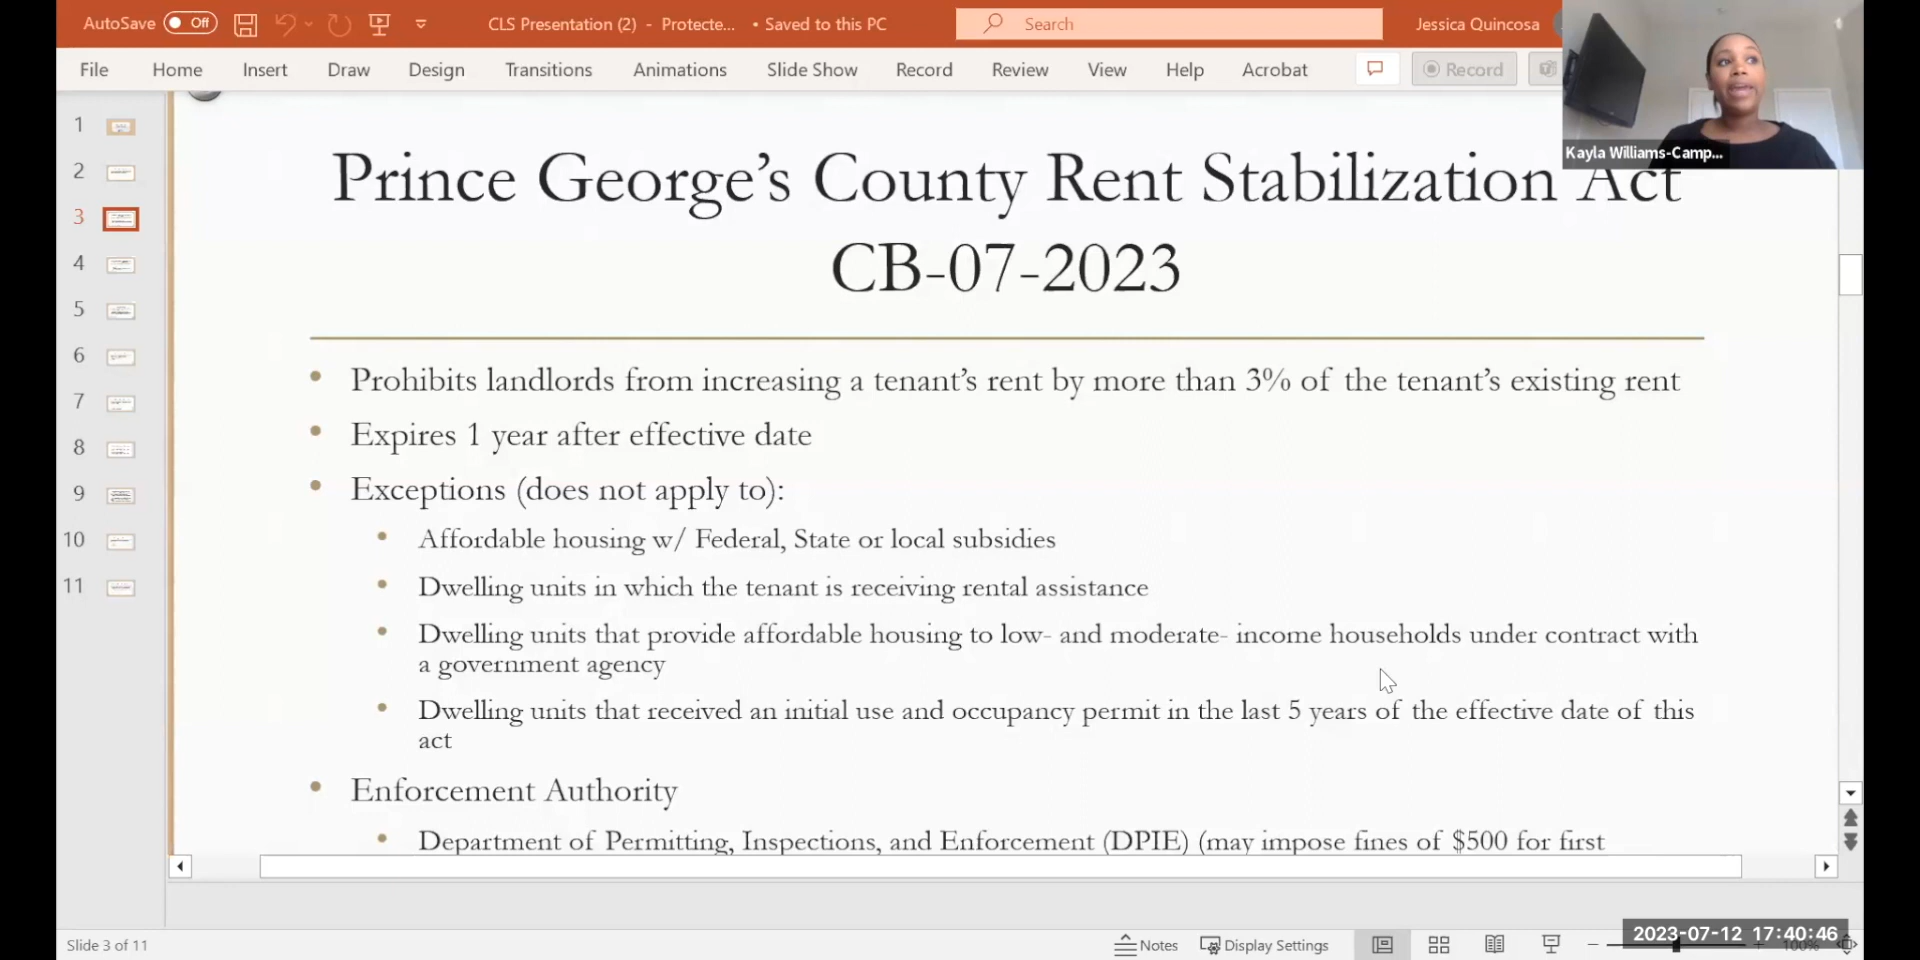 AutoSave Off CLS Presentation (2) - Protecte... • Saved to this PC Search Jessica Quincosa
File Home Insert Draw Design Transitions Animations Slide Show Record Review View Help Acrobat Record
Kayla Williams-Camp...
1
2
3
4
5
6
7
8
9
10
11
Prince George's County Rent Stabilization Act
CB-07-2023
• Prohibits landlords from increasing a tenant's rent by more than 3% of the tenant's existing rent
• Expires 1 year after effective date
• Exceptions (does not apply to):
• Affordable housing w/ Federal, State or local subsidies
• Dwelling units in which the tenant is receiving rental assistance
• Dwelling units that provide affordable housing to low- and moderate- income households under contract with
a government agency
• Dwelling units that received an initial use and occupancy permit in the last 5 years of the effective date of this
act
• Enforcement Authority
• Department of Permitting, Inspections, and Enforcement (DPIE) (may impose fines of $500 for first
Slide 3 of 11 Notes Display Settings 100%
2023-07-12 17:40:46